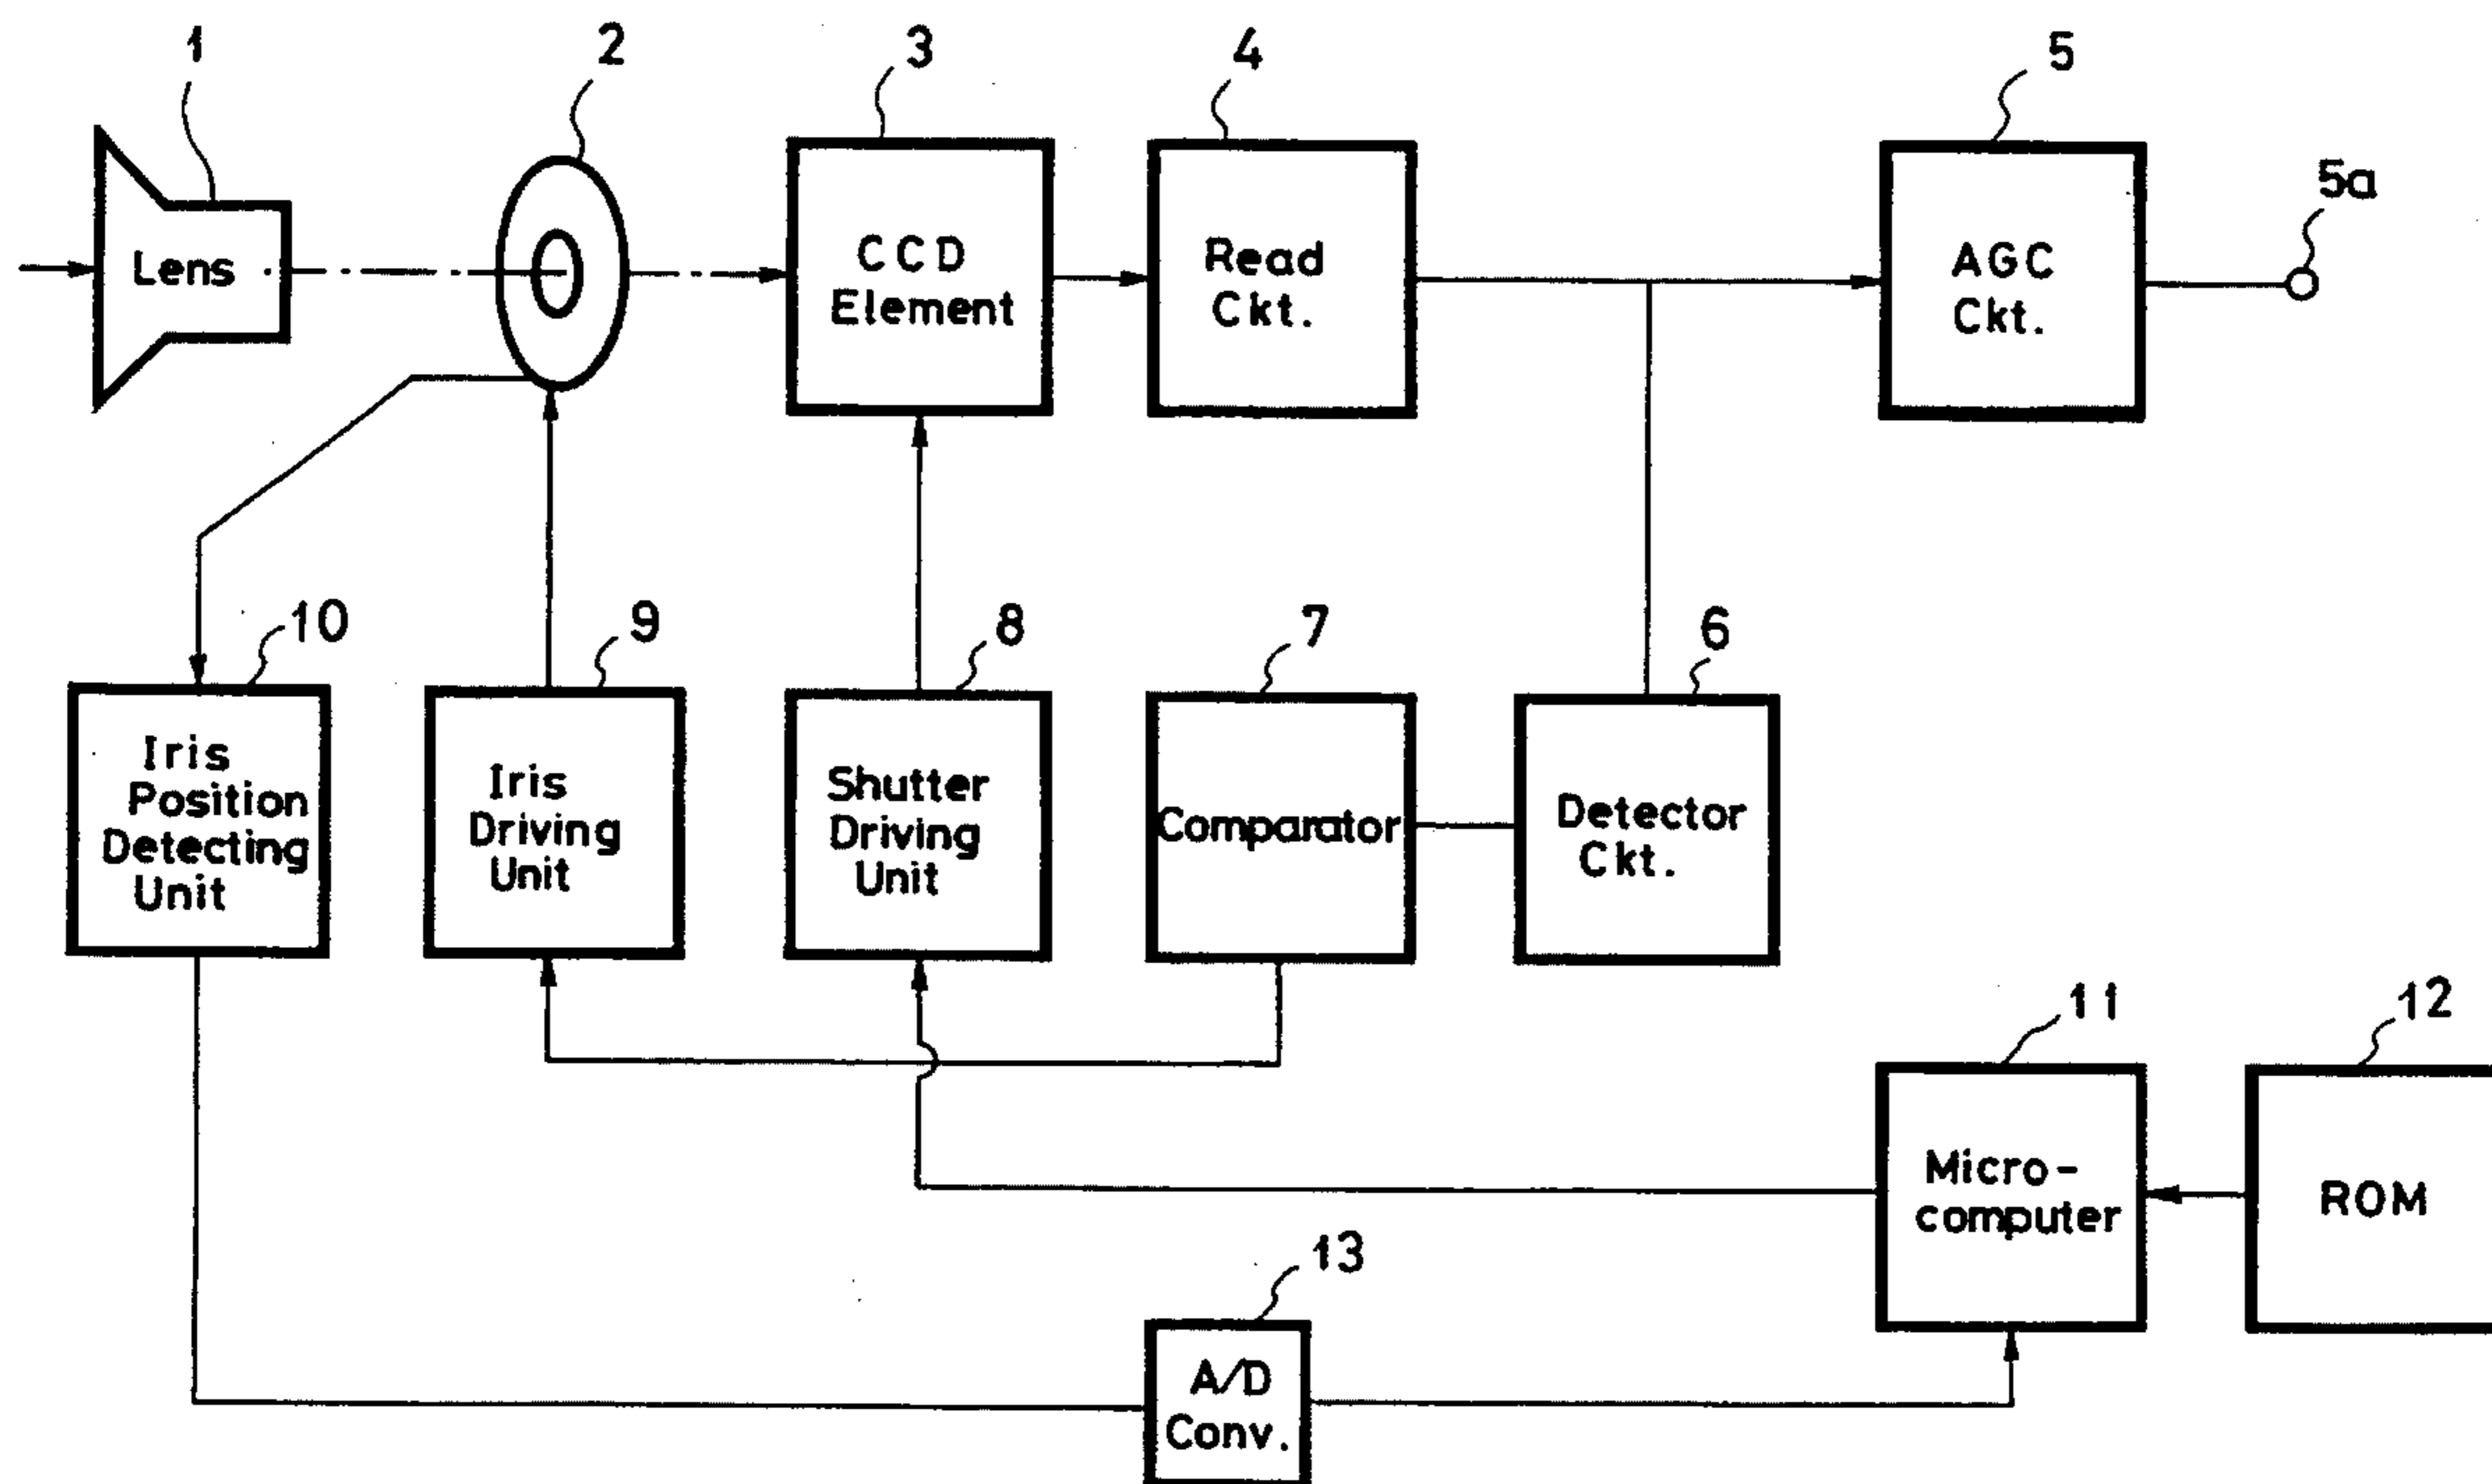 1
2
3
4
5
5a
Lens
CCD
Element
Read
Ckt.
AGC
Ckt.
10
9
8
7
6
Iris
Position
Detecting
Unit
Iris
Driving
Unit
Shutter
Driving
Unit
Comparator
Detector
Ckt.
11
12
Micro-
computer
ROM
13
A/D
Conv.